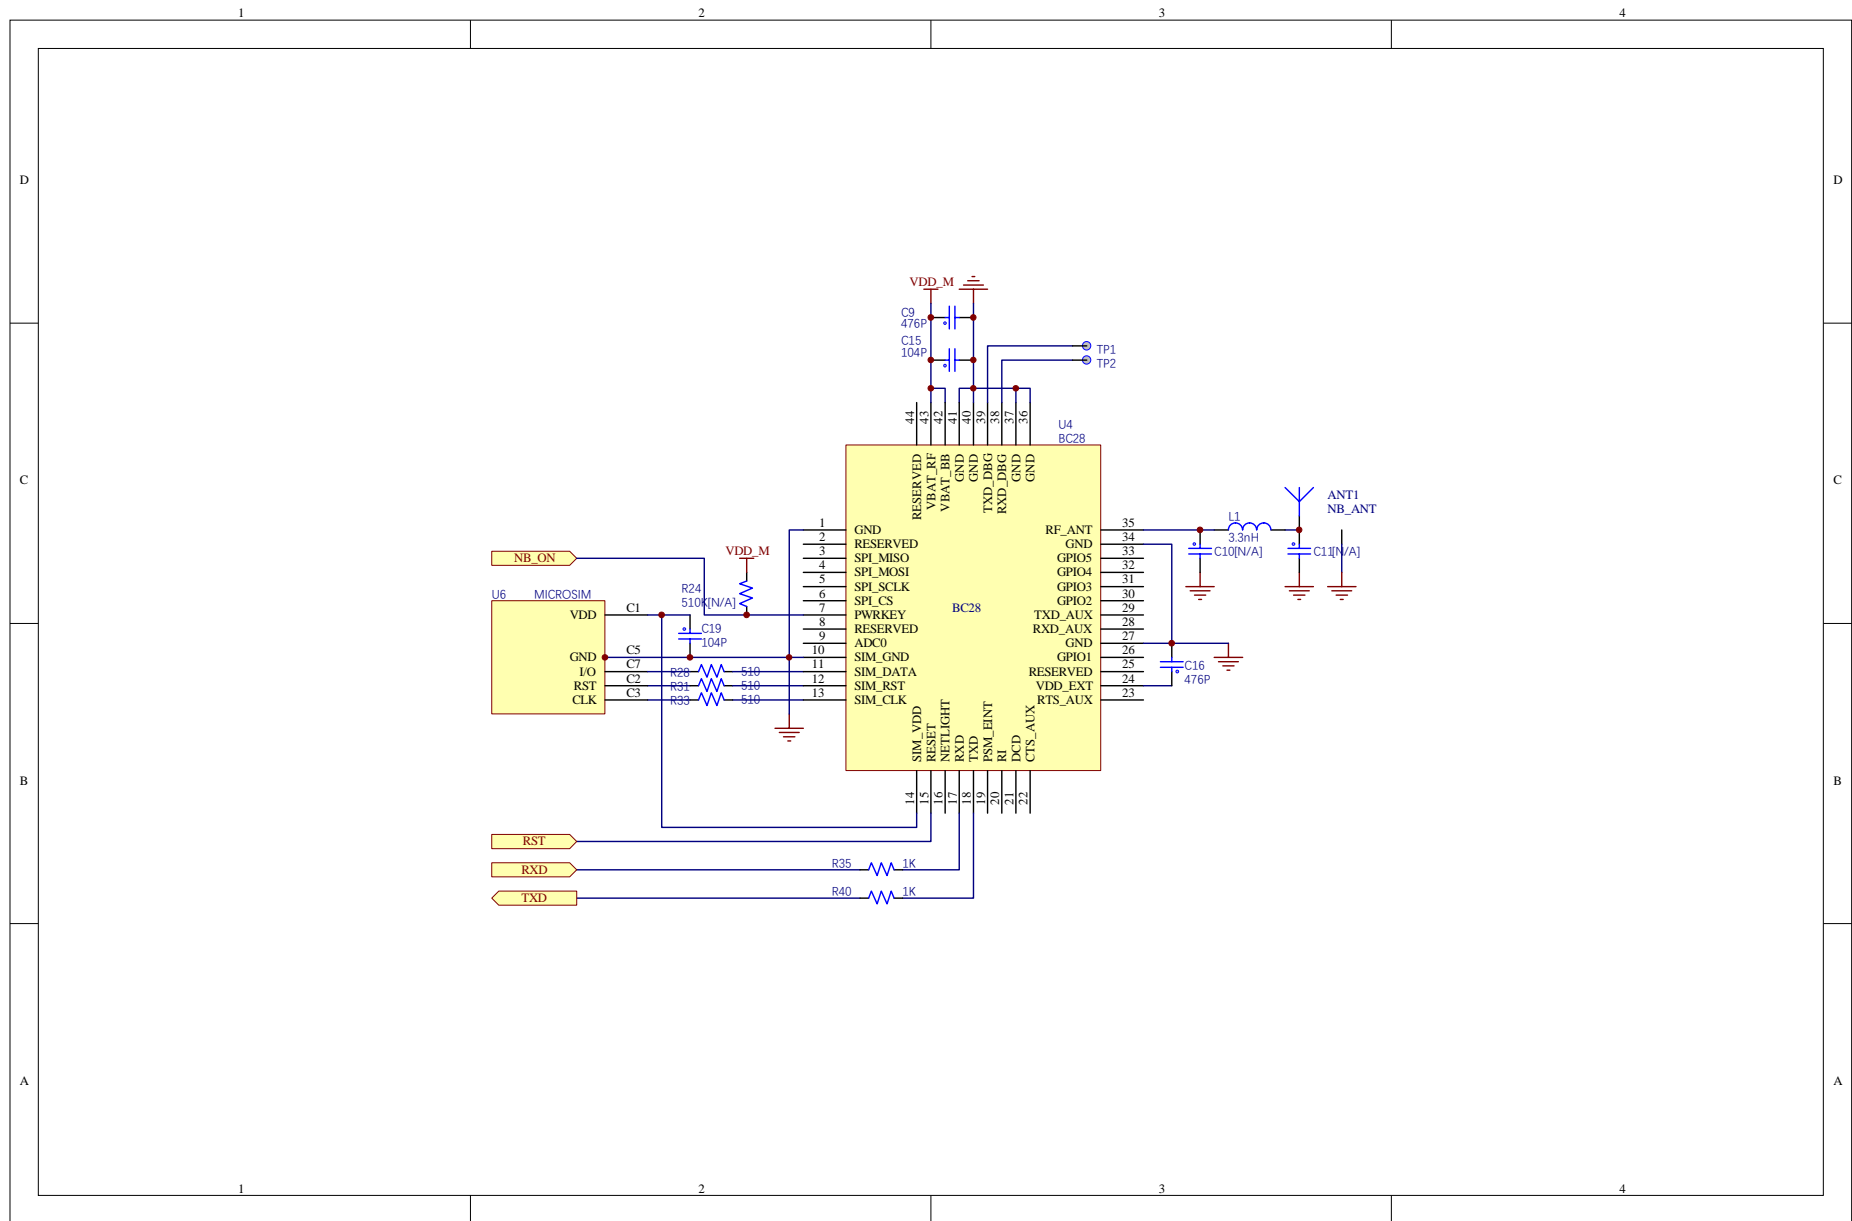 1 2 3 4
D D
VDD_M
C9
476P
C15
104P
TP1
TP2
44 43 42 41 40 39 38 37 36
U4
BC28
C C
RESERVED VBAT_RF VBAT_BB GND GND TXD_DBG RXD_DBG GND GND
ANT1
NB_ANT
L1
3.3nH
C10[N/A] C11[N/A]
1 GND
2 RESERVED
3 SPI_MISO
4 SPI_MOSI
5 SPI_SCLK
6 SPI_CS
7 PWRKEY
8 RESERVED
9 ADC0
10 SIM_GND
11 SIM_DATA
12 SIM_RST
13 SIM_CLK
BC28
RF_ANT 35
GND 34
GPIO5 33
GPIO4 32
GPIO3 31
GPIO2 30
TXD_AUX 29
RXD_AUX 28
GND 27
GPIO1 26
RESERVED 25
VDD_EXT 24
RTS_AUX 23
C16
476P
NB_ON
VDD_M
R24
510K[N/A]
U6 MICROSIM
VDD C1
C19
104P
GND C5
I/O C7 R28 510
RST C2 R31 510
CLK C3 R33 510
SIM_VDD RESET NETLIGHT RXD TXD PSM_EINT RI DCD CTS_AUX
14 15 16 17 18 19 20 21 22
B B
RST
RXD R35 1K
TXD R40 1K
A A
1 2 3 4